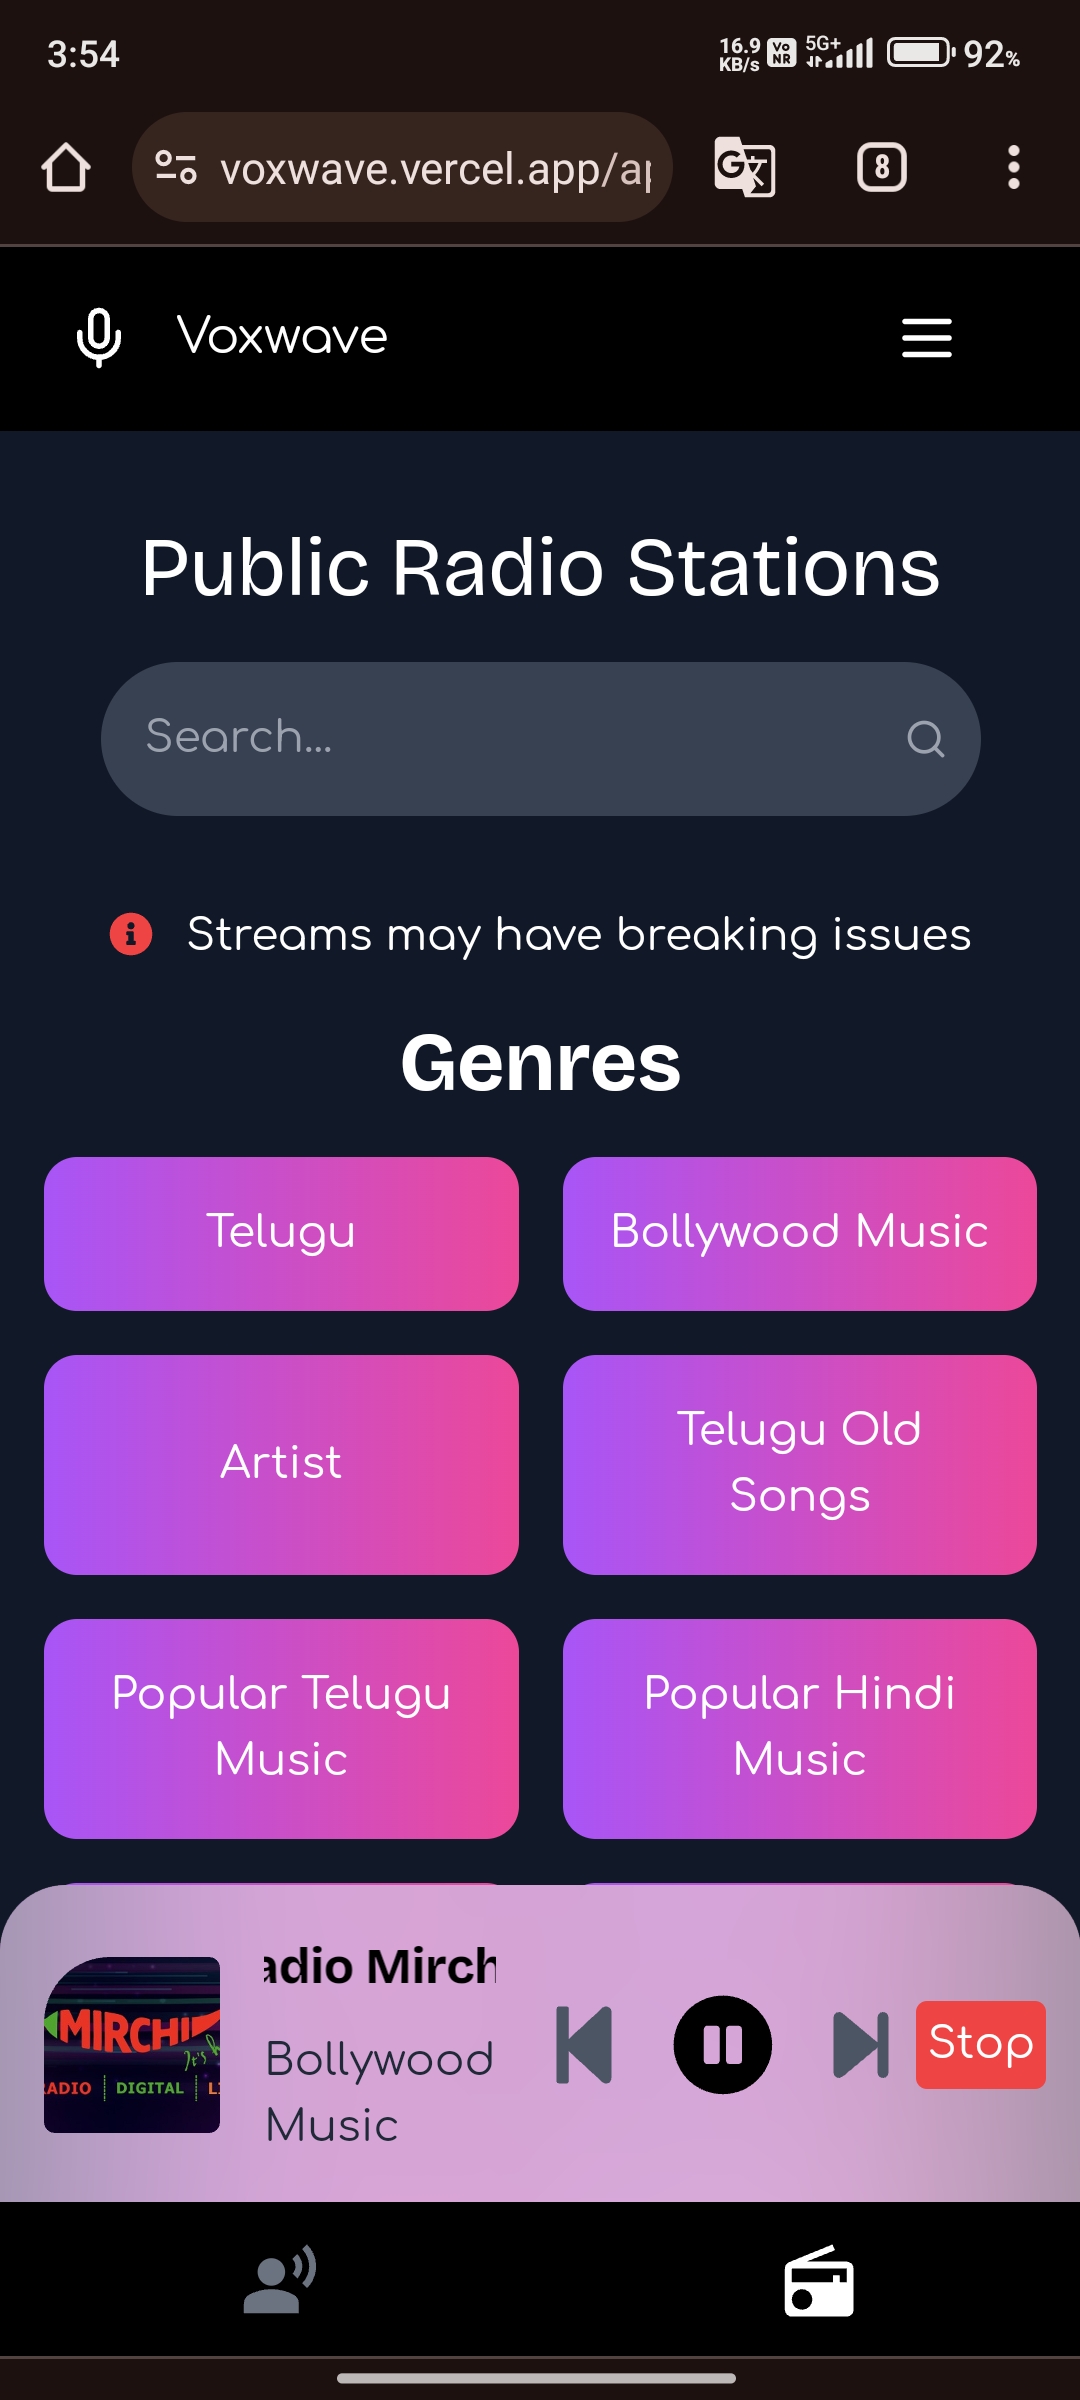 3:54
16.9 KB/s
Vo NR
5G+
92%
voxwave.vercel.app/ap
8
Voxwave
Public Radio Stations
Search...
Streams may have breaking issues
Genres
Telugu
Bollywood Music
Artist
Telugu Old
Songs
Popular Telugu
Music
Popular Hindi
Music
adio Mirch
Bollywood
Music
MIRCHI
ADIO | DIGITAL | L
Stop